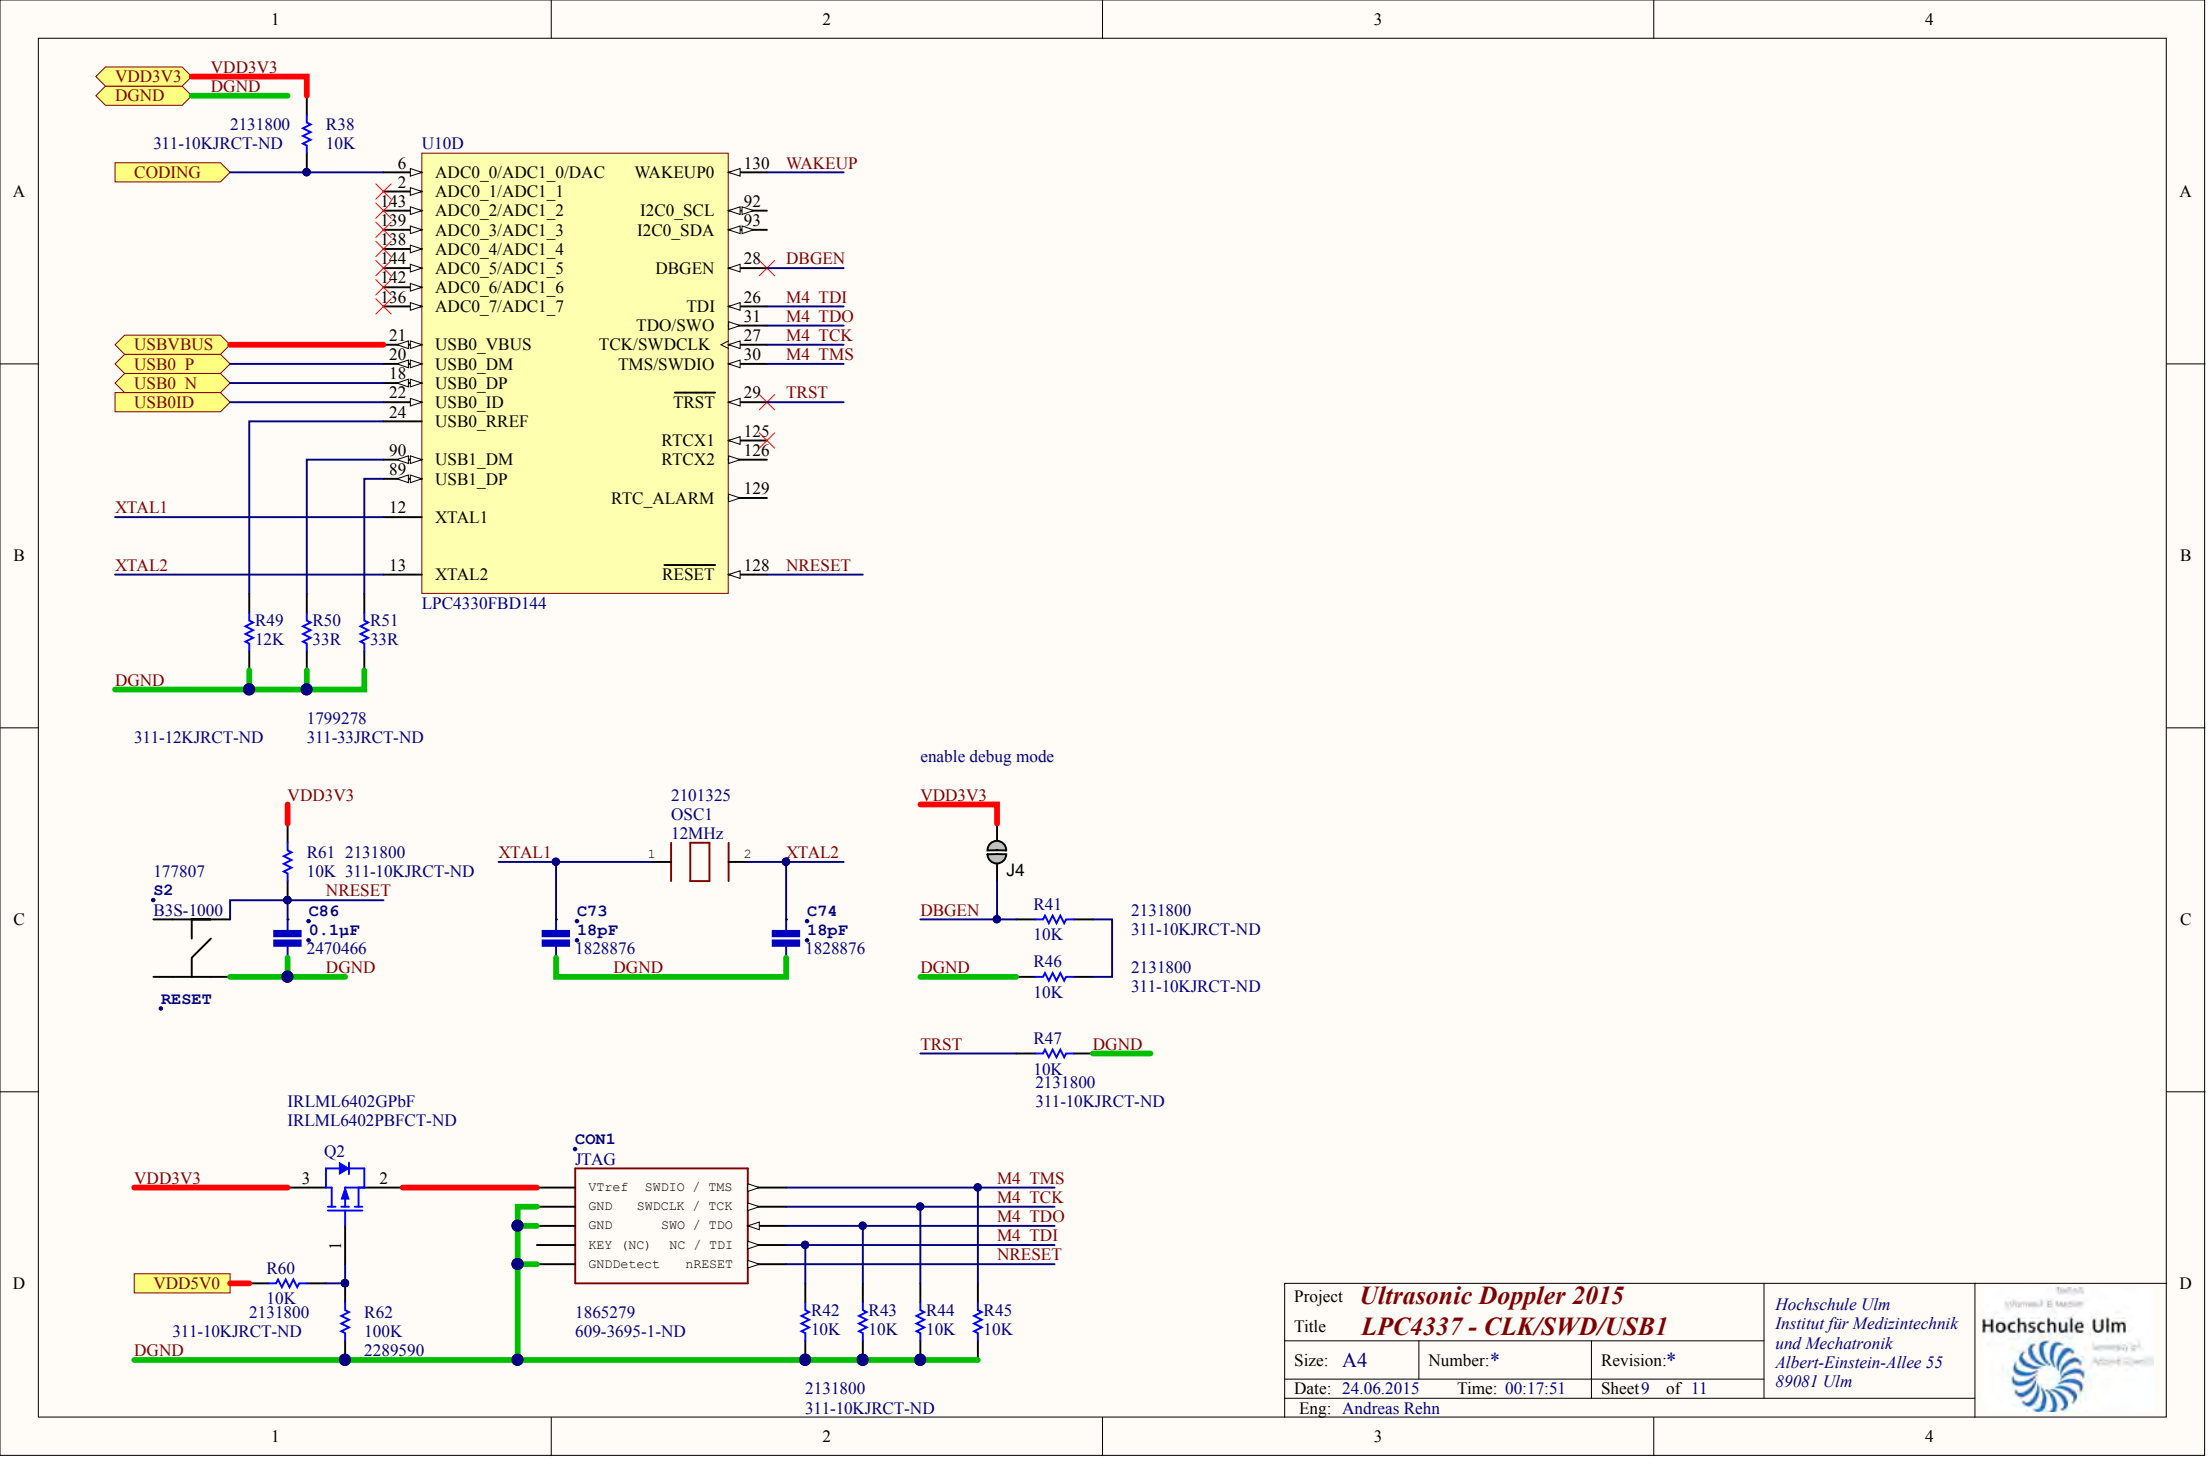 1 2 3 4
A A
B B
C C
D D
1 2 3 4
VDD3V3 VDD3V3
DGND DGND
2131800 R38
311-10KJRCT-ND 10K
U10D
CODING 6 ADC0_0/ADC1_0/DAC WAKEUP0 130 WAKEUP
2 ADC0_1/ADC1_1
143 ADC0_2/ADC1_2 I2C0_SCL 92
139 ADC0_3/ADC1_3 I2C0_SDA 93
138 ADC0_4/ADC1_4
144 ADC0_5/ADC1_5 DBGEN 28 DBGEN
142 ADC0_6/ADC1_6
136 ADC0_7/ADC1_7 TDI 26 M4_TDI
TDO/SWO 31 M4_TDO
USBVBUS 21 USB0_VBUS TCK/SWDCLK 27 M4_TCK
USB0_P 20 USB0_DM TMS/SWDIO 30 M4_TMS
USB0_N 18 USB0_DP
USB0ID 22 USB0_ID TRST 29 TRST
24 USB0_RREF
RTCX1 125
90 USB1_DM RTCX2 126
89 USB1_DP
RTC_ALARM 129
XTAL1 12 XTAL1
XTAL2 13 XTAL2 RESET 128 NRESET
LPC4330FBD144
R49 R50 R51
12K 33R 33R
DGND
1799278
311-12KJRCT-ND 311-33JRCT-ND
VDD3V3
R61 2131800
10K 311-10KJRCT-ND
177807
S2
NRESET
B3S-1000
C86
0.1µF
2470466
DGND
RESET
2101325
OSC1
12MHz
XTAL1 1 2 XTAL2
C73 C74
18pF 18pF
1828876 1828876
DGND
enable debug mode
VDD3V3
J4
DBGEN R41 2131800
10K 311-10KJRCT-ND
DGND R46 2131800
10K 311-10KJRCT-ND
TRST R47 DGND
10K
2131800
311-10KJRCT-ND
IRLML6402GPbF
IRLML6402PBFCT-ND
Q2
VDD3V3 3 2
1
VDD5V0 R60
10K
2131800 R62
311-10KJRCT-ND 100K
DGND 2289590
CON1
JTAG
VTref SWDIO / TMS M4_TMS
GND SWDCLK / TCK M4_TCK
GND SWO / TDO M4_TDO
KEY (NC) NC / TDI M4_TDI
GNDDetect nRESET NRESET
1865279
609-3695-1-ND
R42 R43 R44 R45
10K 10K 10K 10K
2131800
311-10KJRCT-ND
Project Ultrasonic Doppler 2015
Title LPC4337 - CLK/SWD/USB1
Size: A4 Number:* Revision:*
Date: 24.06.2015 Time: 00:17:51 Sheet9 of 11
Eng: Andreas Rehn
Hochschule Ulm
Institut für Medizintechnik
und Mechatronik
Albert-Einstein-Allee 55
89081 Ulm
Hochschule Ulm